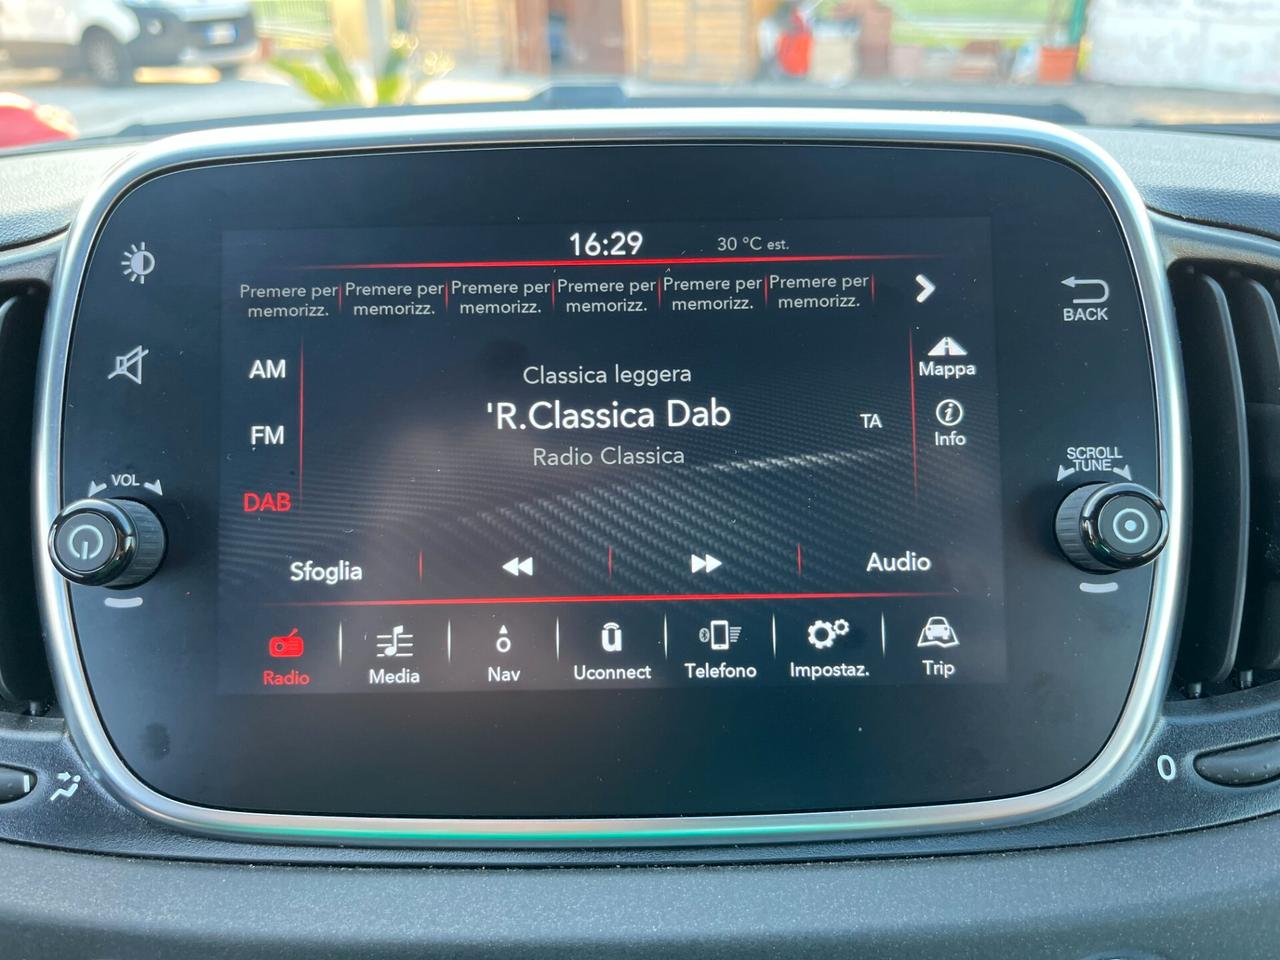 16:29
30 °C est.
Premere per memorizz.
Premere per memorizz.
Premere per memorizz.
Premere per memorizz.
Premere per memorizz.
Premere per memorizz.
BACK
AM
Classica leggera
Mappa
'R.Classica Dab
TA
FM
Info
Radio Classica
VOL
SCROLL
TUNE
DAB
Sfoglia
Audio
Radio
Media
Nav
Uconnect
Telefono
Impostaz.
Trip
0